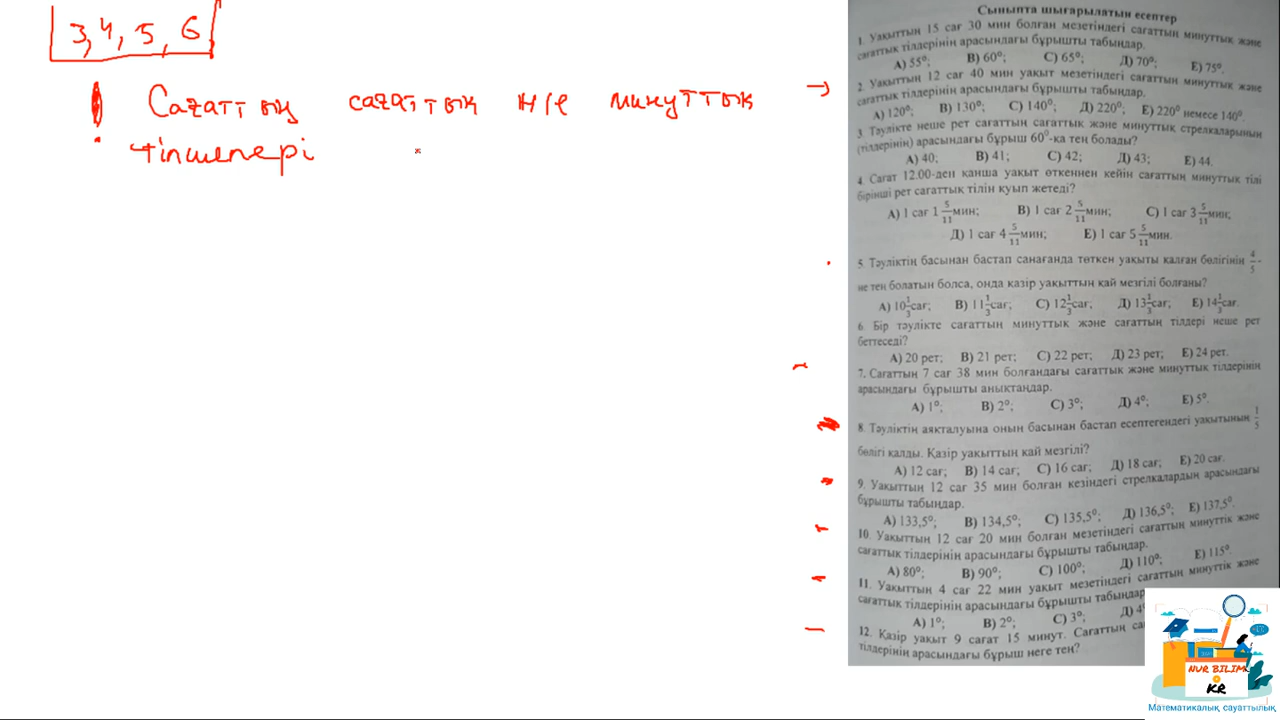 3, 4, 5, 6
! Сағаттың сағаттық н/е минуттық
тілшелері
Сыныпта шығарылатын есептер
1. Уақыттың 15 сағ 30 мин болған мезетіндегі сағаттың минуттық және
сағаттық тілдерінің арасындағы бұрышты табыңдар.
А) 55°; В) 60°; С) 65°; Д) 70°; Е) 75°.
2. Уақыттың 12 сағ 40 мин уақыт мезетіндегі сағаттың минуттық және
сағаттық тілдерінің арасындағы бұрышты табыңдар.
А) 120°; В) 130°; С) 140°; Д) 220°; Е) 220° немесе 140°.
3. Тәулікте неше рет сағаттың сағаттық және минуттық стрелкаларының
(тілдерінің) арасындағы бұрыш 60°-қа тең болады?
А) 40; В) 41; С) 42; Д) 43; Е) 44.
4. Сағат 12.00-ден қанша уақыт өткеннен кейін сағаттың минуттық тілі
бірінші рет сағаттық тілін қуып жетеді?
А) 1 сағ 1 5/11 мин; В) 1 сағ 2 5/11 мин; С) 1 сағ 3 5/11 мин;
Д) 1 сағ 4 5/11 мин; Е) 1 сағ 5 5/11 мин.
5. Тәуліктің басынан бастап санағанда өткен уақыты қалған бөлігінің 4/5-
не тең болатын болса, онда қазір уақыттың қай мезгілі болғаны?
А) 10 1/3 сағ; В) 11 1/3 сағ; С) 12 1/3 сағ; Д) 13 1/3 сағ; Е) 14 1/3 сағ.
6. Бір тәулікте сағаттың минуттық және сағаттың тілдері неше рет
беттеседі?
А) 20 рет; В) 21 рет; С) 22 рет; Д) 23 рет; Е) 24 рет.
7. Сағаттың 7 сағ 38 мин болғандағы сағаттық және минуттық тілдерінің
арасындағы бұрышты анықтаңдар.
А) 1°; В) 2°; С) 3°; Д) 4°; Е) 5°.
8. Тәуліктің аяқталуына оның басынан бастап есептегендегі уақытының 1/5
бөлігі қалды. Қазір уақыттың қай мезгілі?
А) 12 сағ; В) 14 сағ; С) 16 сағ; Д) 18 сағ; Е) 20 сағ.
9. Уақыттың 12 сағ 35 мин болған кезіндегі стрелкалардың арасындағы
бұрышты табыңдар.
А) 133,5°; В) 134,5°; С) 135,5°; Д) 136,5°; Е) 137,5°.
10. Уақыттың 12 сағ 20 мин болған мезетіндегі сағаттың минуттік және
сағаттық тілдерінің арасындағы бұрышты табыңдар.
А) 80°; В) 90°; С) 100°; Д) 110°; Е) 115°.
11. Уақыттың 4 сағ 22 мин уақыт мезетіндегі сағаттың минуттік және
сағаттық тілдерінің арасындағы бұрышты табыңдар
А) 1°; В) 2°; С) 3°; Д) 4°
12. Қазір уақыт 9 сағат 15 минут. Сағаттың
тілдерінің арасындағы бұрыш неге тең?
NUR BILIM
KR
Математикалық сауаттылық